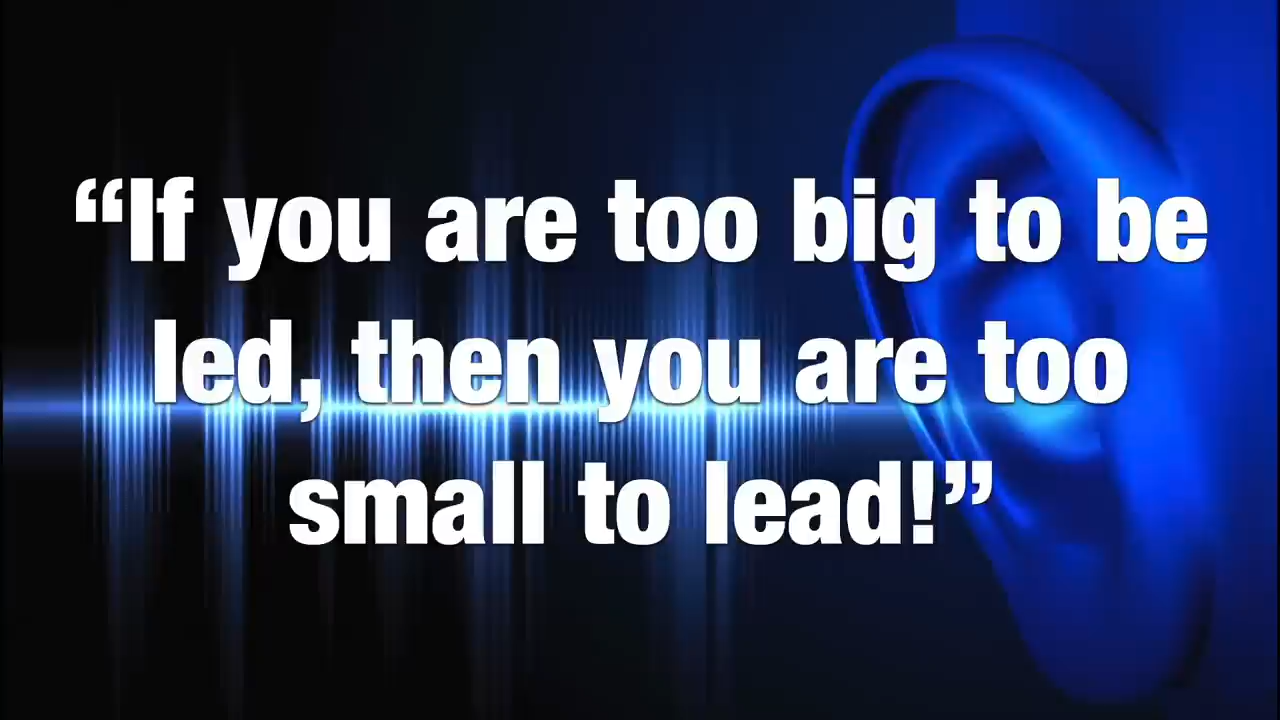 “If you are too big to be
led, then you are too
small to lead!”